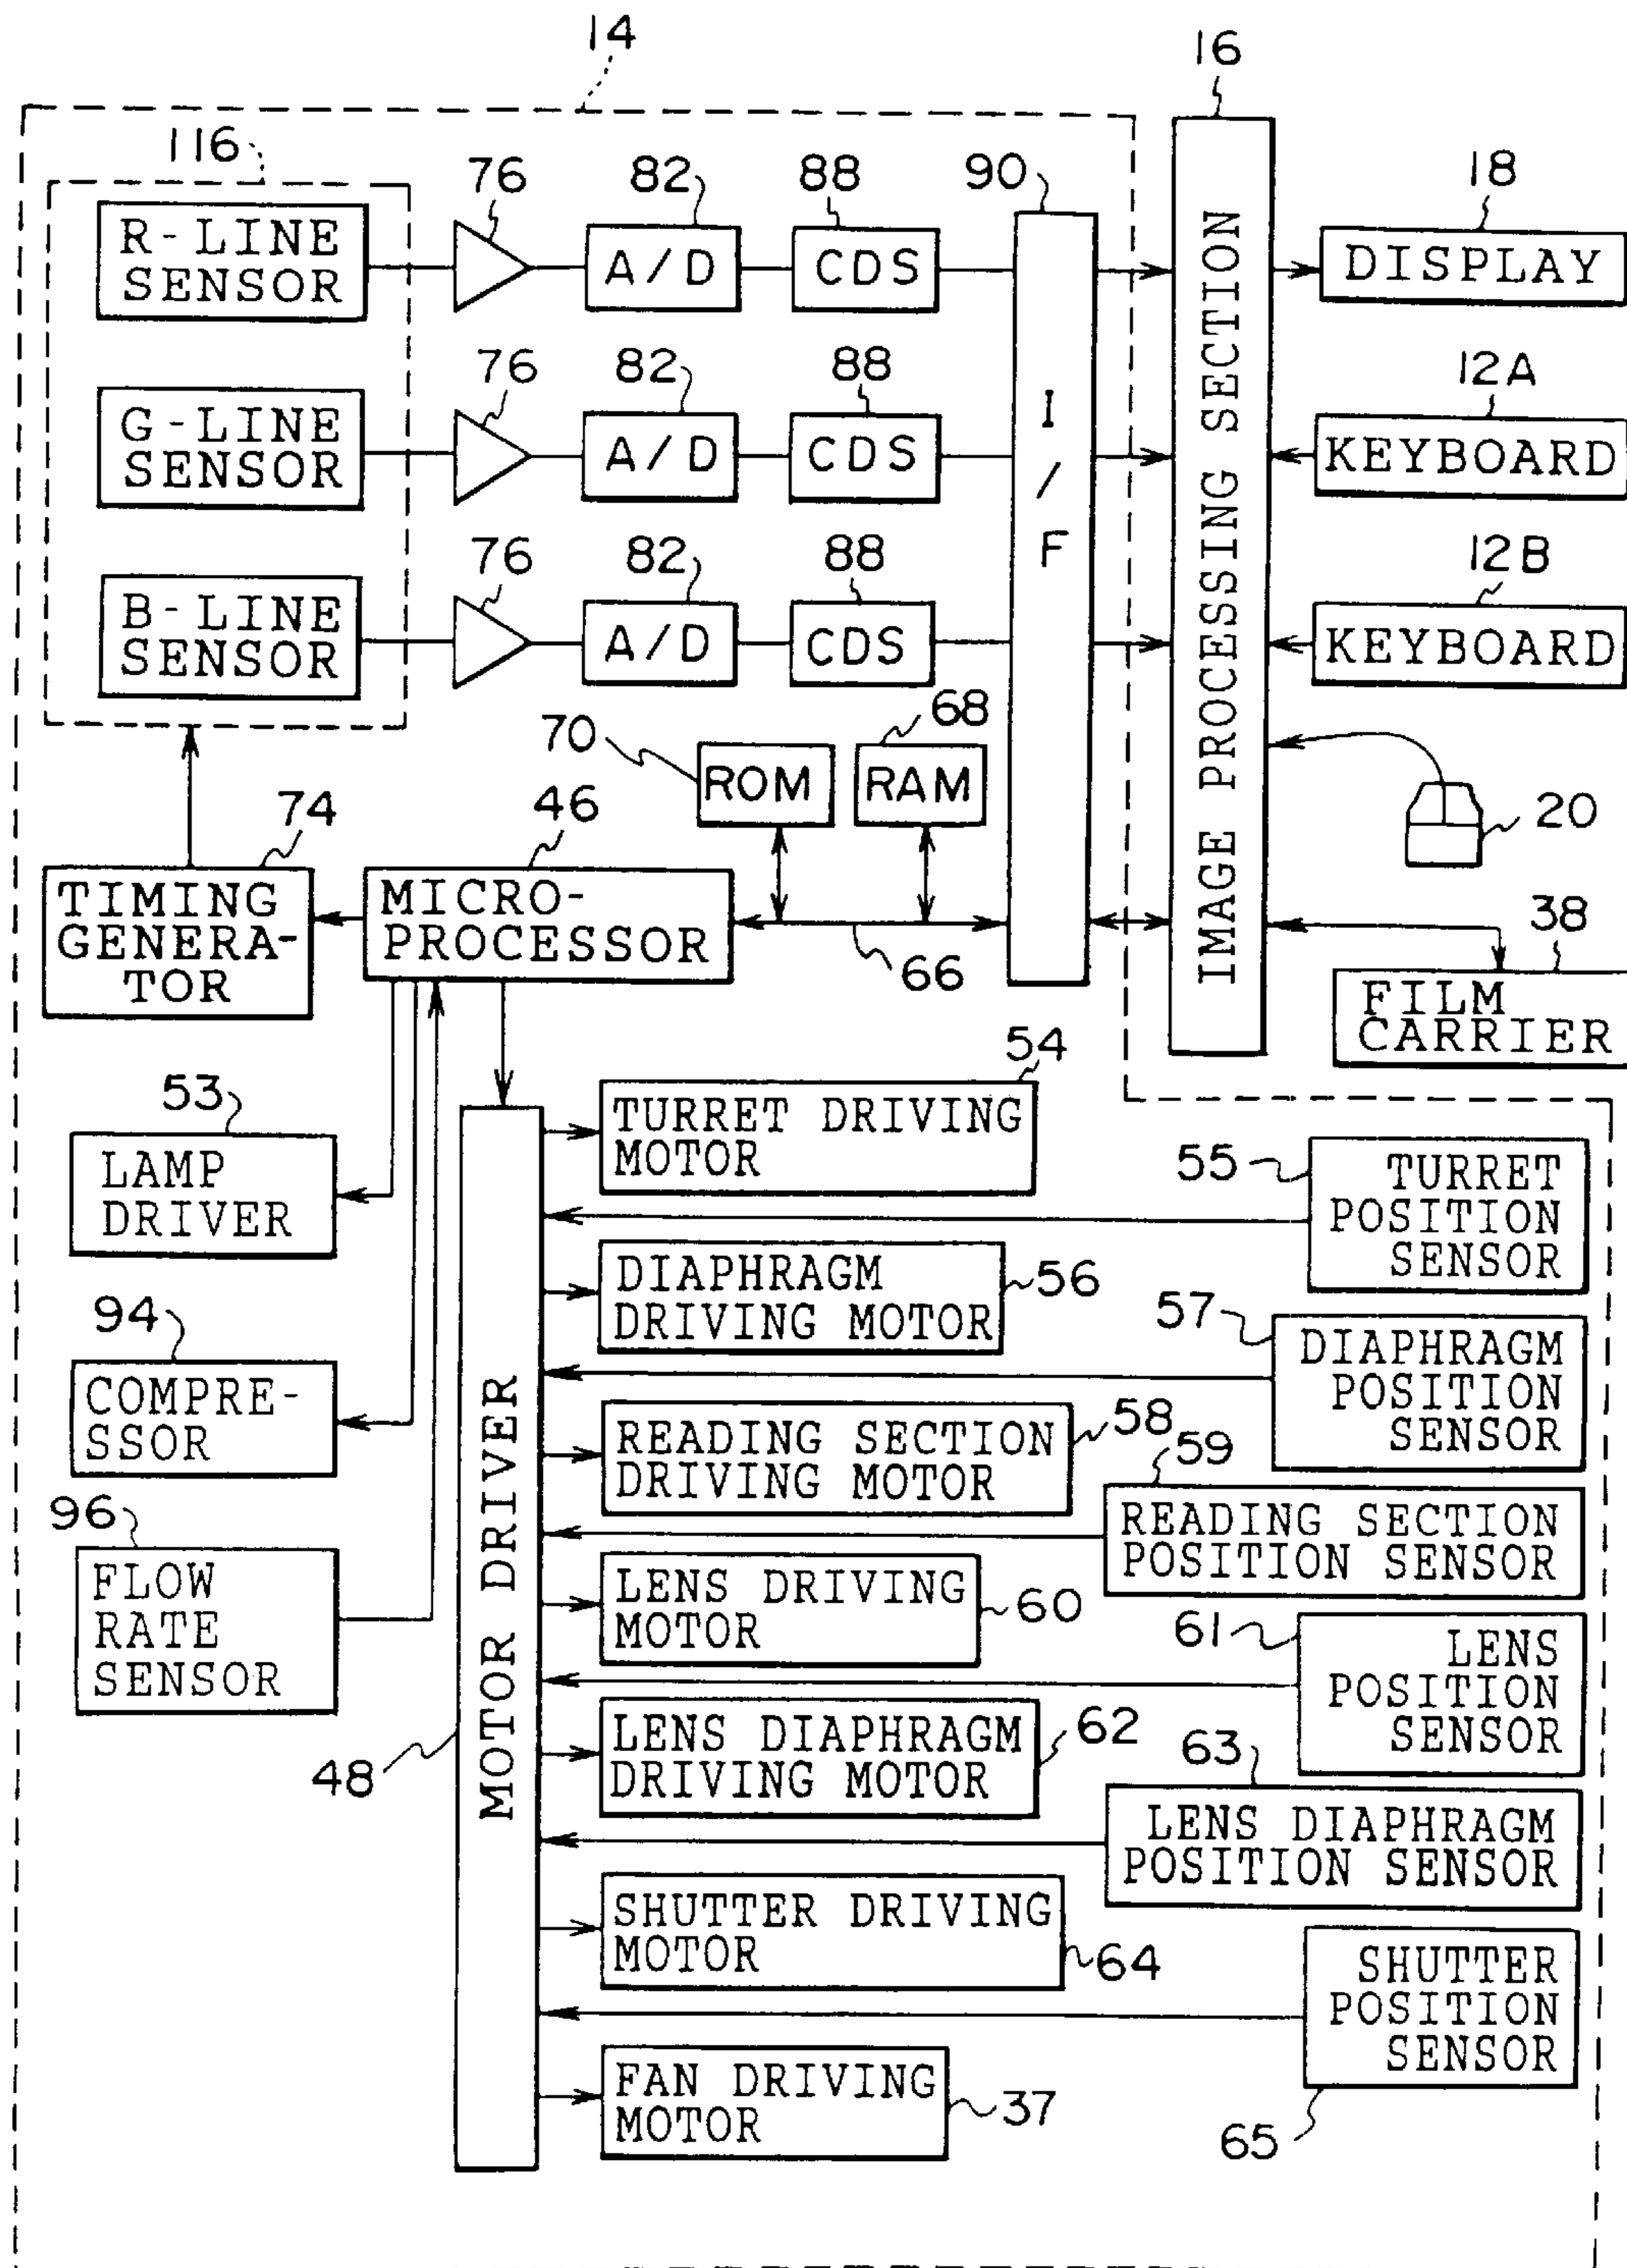 14
16
116
76
82
88
90
18
R-LINE
SENSOR
A/D
CDS
DISPLAY
76
82
88
12A
G-LINE
SENSOR
A/D
CDS
I
/
F
KEYBOARD
76
82
88
12B
B-LINE
SENSOR
A/D
CDS
KEYBOARD
IMAGE PROCESSING SECTION
70
68
ROM
RAM
20
74
46
TIMING
GENERA-
TOR
MICRO-
PROCESSOR
66
38
FILM
CARRIER
53
LAMP
DRIVER
94
COMPRE-
SSOR
96
FLOW
RATE
SENSOR
48
MOTOR DRIVER
54
TURRET DRIVING
MOTOR
55
TURRET
POSITION
SENSOR
DIAPHRAGM
DRIVING MOTOR
56
57
DIAPHRAGM
POSITION
SENSOR
READING SECTION
DRIVING MOTOR
58
59
READING SECTION
POSITION SENSOR
LENS DRIVING
MOTOR
60
61
LENS
POSITION
SENSOR
LENS DIAPHRAGM
DRIVING MOTOR
62
63
LENS DIAPHRAGM
POSITION SENSOR
SHUTTER DRIVING
MOTOR
64
SHUTTER
POSITION
SENSOR
65
FAN DRIVING
MOTOR
37